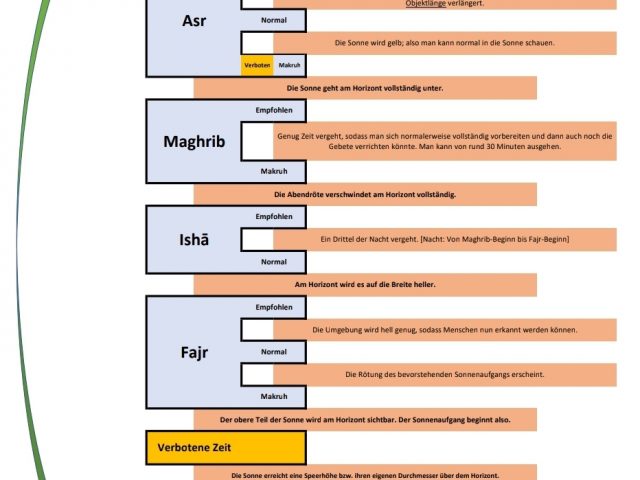 Objektlänge verlängert.
Asr
Normal
Die Sonne wird gelb; also man kann normal in die Sonne schauen.
Verboten
Makruh
Die Sonne geht am Horizont vollständig unter.
Empfohlen
Maghrib
Genug Zeit vergeht, sodass man sich normalerweise vollständig vorbereiten und dann auch noch die
Gebete verrichten könnte. Man kann von rund 30 Minuten ausgehen.
Makruh
Die Abendröte verschwindet am Horizont vollständig.
Empfohlen
Ishā
Ein Drittel der Nacht vergeht. [Nacht: Von Maghrib-Beginn bis Fajr-Beginn]
Normal
Am Horizont wird es auf die Breite heller.
Empfohlen
Die Umgebung wird hell genug, sodass Menschen nun erkannt werden können.
Fajr
Normal
Die Rötung des bevorstehenden Sonnenaufgangs erscheint.
Makruh
Der obere Teil der Sonne wird am Horizont sichtbar. Der Sonnenaufgang beginnt also.
Verbotene Zeit
Die Sonne erreicht eine Speerhöhe bzw. ihren eigenen Durchmesser über dem Horizont.